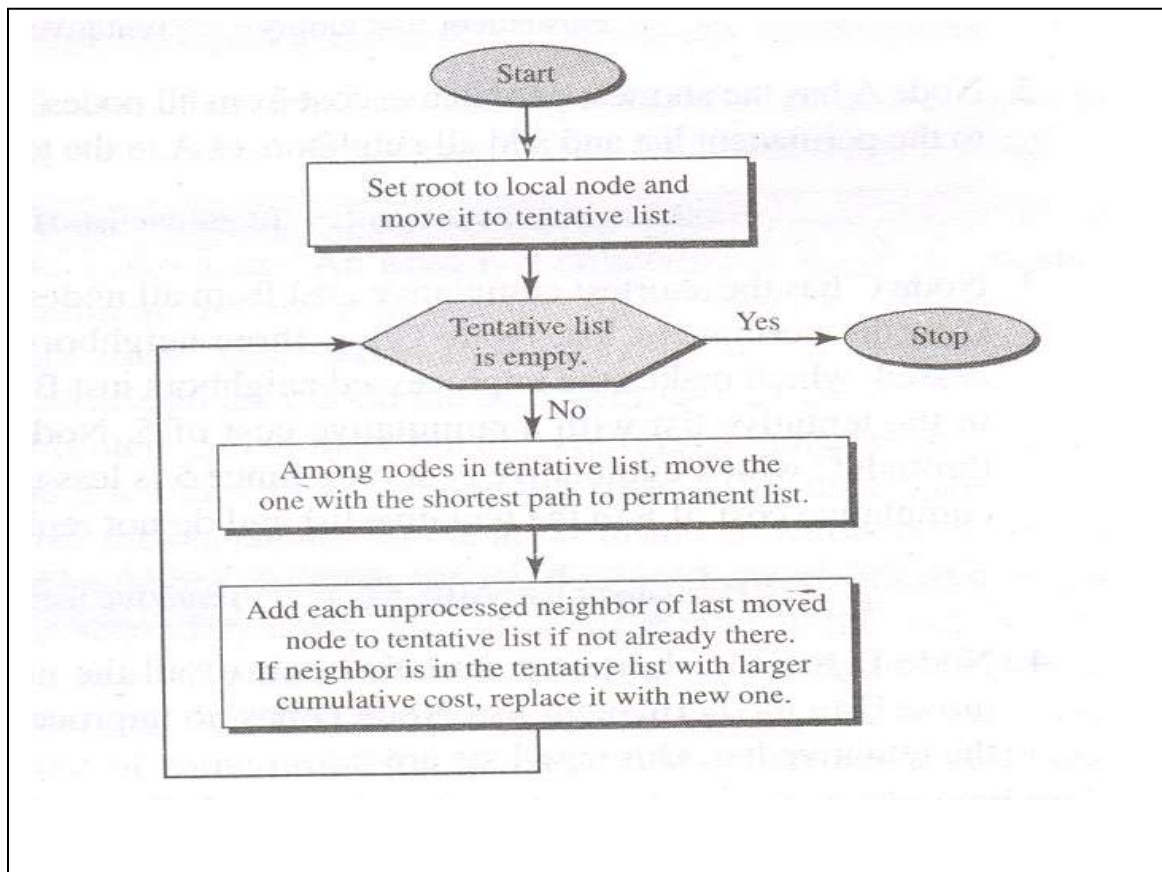 Start
Set root to local node and
move it to tentative list.
Tentative list
is empty.
Yes
Stop
No
Among nodes in tentative list, move the
one with the shortest path to permanent list.
Add each unprocessed neighbor of last moved
node to tentative list if not already there.
If neighbor is in the tentative list with larger
cumulative cost, replace it with new one.